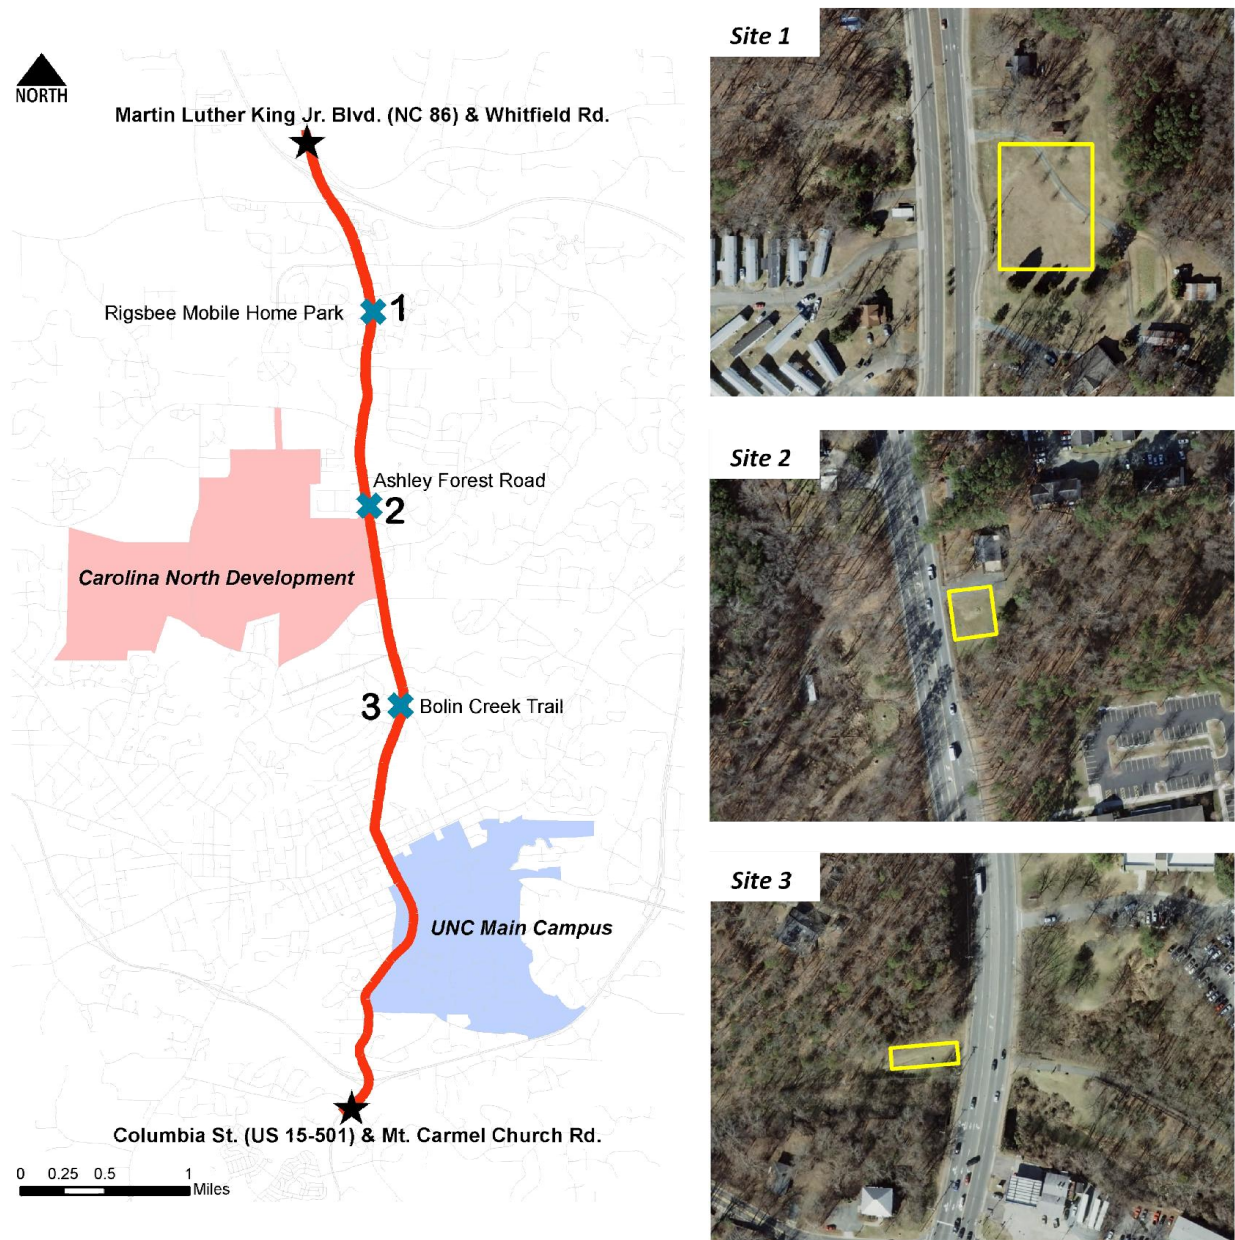 NORTH
Martin Luther King Jr. Blvd. (NC 86) & Whitfield Rd.
Rigsbee Mobile Home Park
1
Ashley Forest Road
2
Carolina North Development
3
Bolin Creek Trail
UNC Main Campus
Columbia St. (US 15-501) & Mt. Carmel Church Rd.
0 0.25 0.5 1
Miles
Site 1
Site 2
Site 3